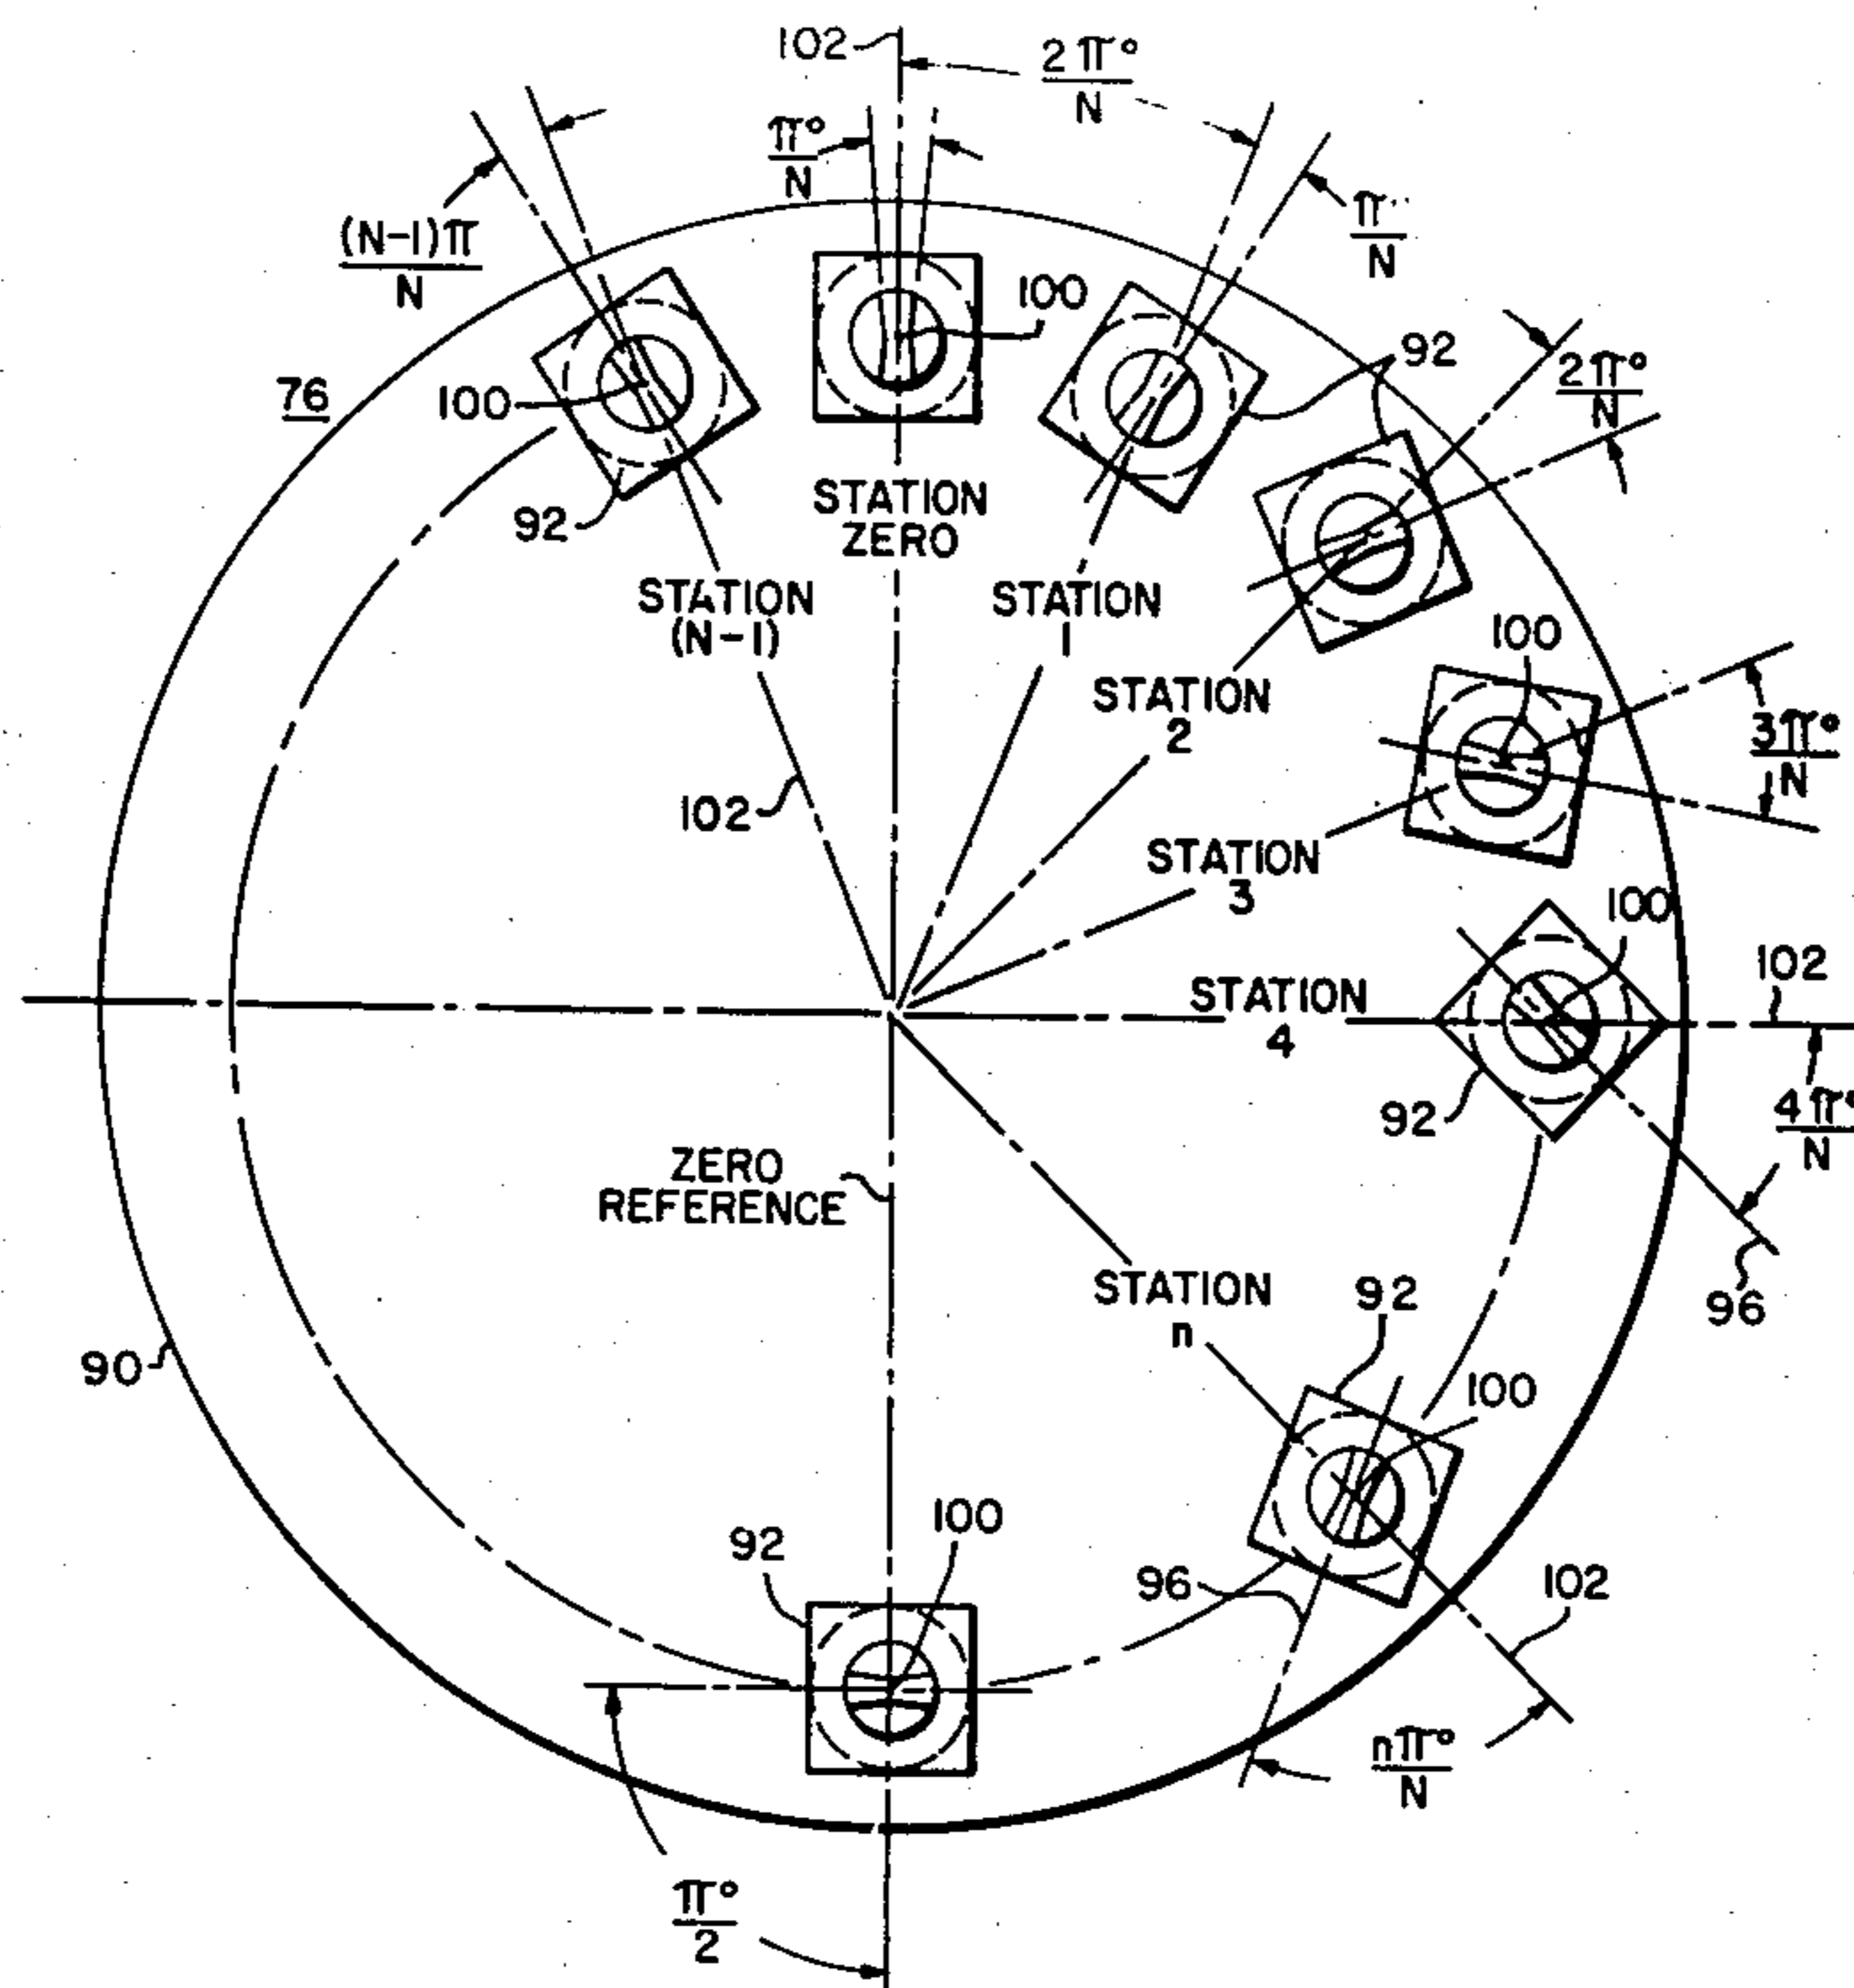 102
2π°
N
π°
N
π
N
(N-1)π
N
100
92
2π°
N
76
100
92
STATION
ZERO
STATION
(N-1)
STATION
1
100
STATION
2
3π°
N
102
STATION
3
100
102
STATION
4
92
4π°
N
ZERO
REFERENCE
96
STATION
n
92
90
100
92
100
96
102
nπ°
N
π°
2